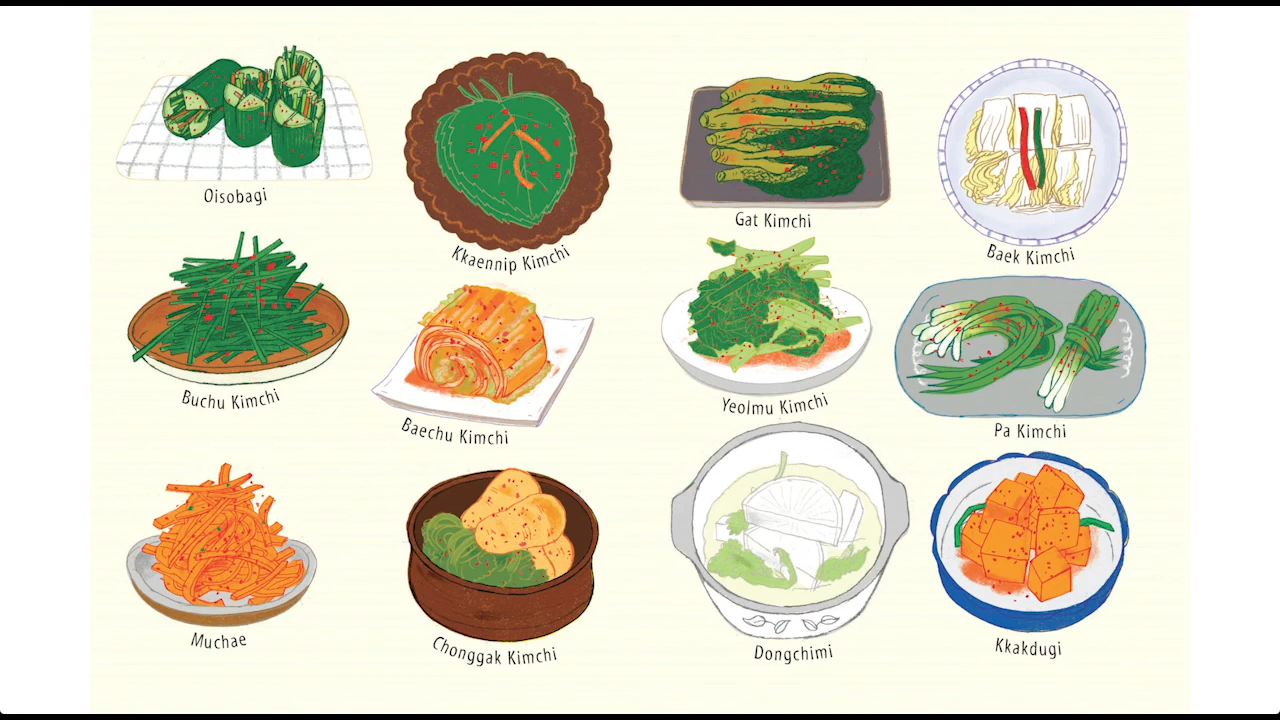 Oisobagi
Kkaennip Kimchi
Gat Kimchi
Baek Kimchi
Buchu Kimchi
Baechu Kimchi
Yeolmu Kimchi
Pa Kimchi
Muchae
Chonggak Kimchi
Dongchimi
Kkakdugi